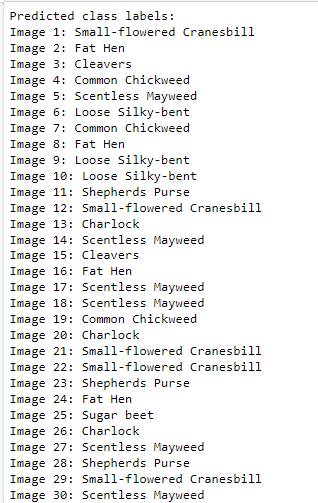 Predicted class labels:
Image 1: Small-flowered Cranesbill
Image 2: Fat Hen
Image 3: Cleavers
Image 4: Common Chickweed
Image 5: Scentless Mayweed
Image 6: Loose Silky-bent
Image 7: Common Chickweed
Image 8: Fat Hen
Image 9: Loose Silky-bent
Image 10: Loose Silky-bent
Image 11: Shepherds Purse
Image 12: Small-flowered Cranesbill
Image 13: Charlock
Image 14: Scentless Mayweed
Image 15: Cleavers
Image 16: Fat Hen
Image 17: Scentless Mayweed
Image 18: Scentless Mayweed
Image 19: Common Chickweed
Image 20: Charlock
Image 21: Small-flowered Cranesbill
Image 22: Small-flowered Cranesbill
Image 23: Shepherds Purse
Image 24: Fat Hen
Image 25: Sugar beet
Image 26: Charlock
Image 27: Scentless Mayweed
Image 28: Shepherds Purse
Image 29: Small-flowered Cranesbill
Image 30: Scentless Mayweed